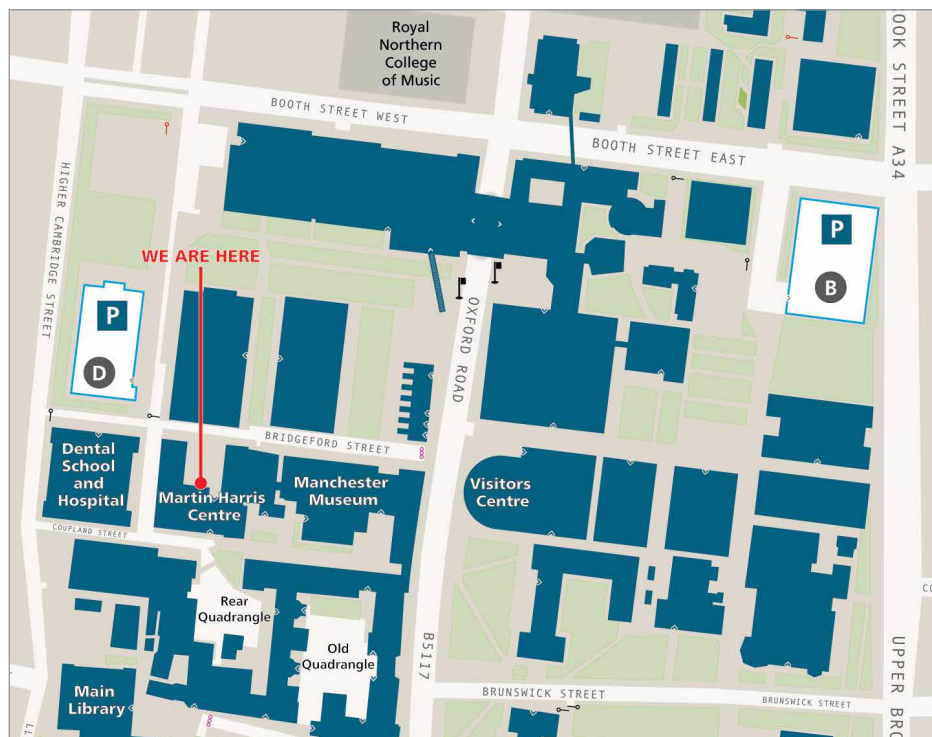 Royal
Northern
College
of Music
BOOTH STREET WEST
BOOTH STREET EAST
OOK STREET A34
HIGHER CAMBRIDGE STREET
WE ARE HERE
P
B
P
D
OXFORD ROAD
BRIDGEFORD STREET
Dental
School
and
Hospital
Martin Harris
Centre
Manchester
Museum
Visitors
Centre
COUPLAND STREET
Rear
Quadrangle
Old
Quadrangle
B5117
Main
Library
BRUNSWICK STREET
BRUNSWICK STREET
UPPER BRO